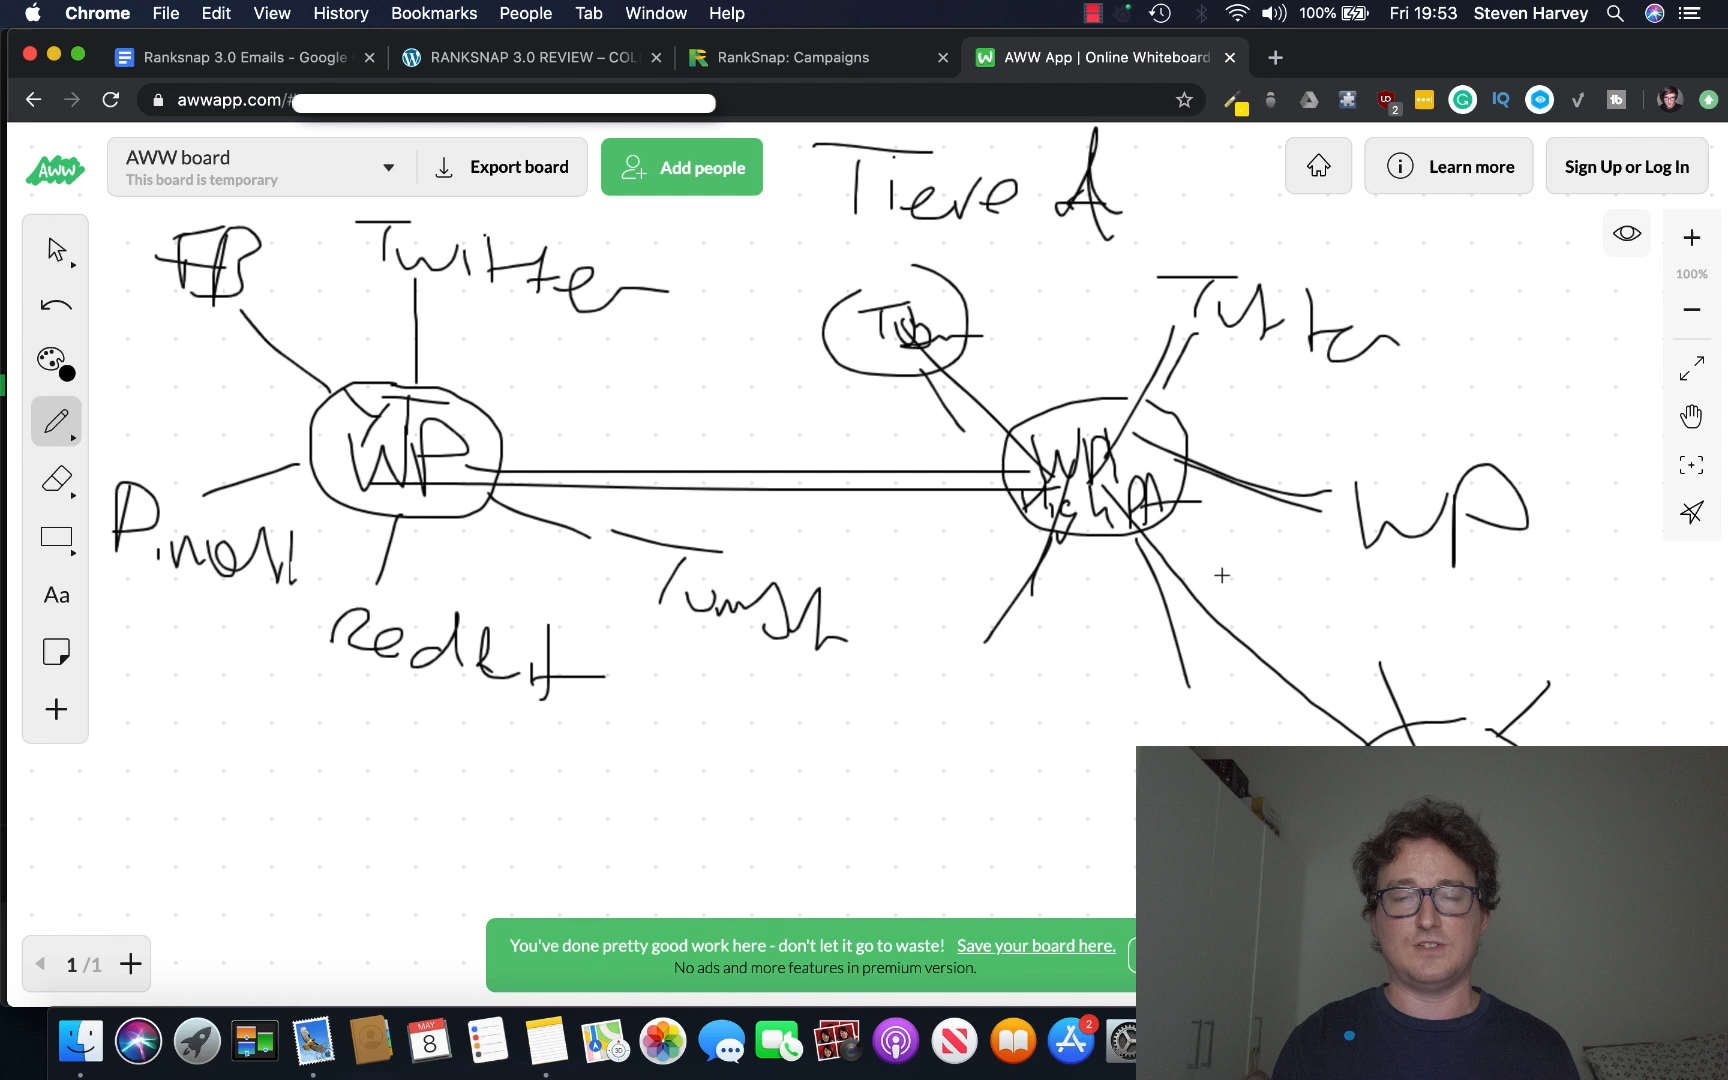 Chrome File Edit View History Bookmarks People Tab Window Help 100% Fri 19:53 Steven Harvey
Ranksnap 3.0 Emails - Google
RANKSNAP 3.0 REVIEW – COL
RankSnap: Campaigns
AWW App | Online Whiteboard
awwapp.com/#
AWW
AWW board
This board is temporary
Export board
Add people
Learn more
Sign Up or Log In
Tiere A
FB
Twitter
100%
WP
WP
Reddit
Aa
1/1
You've done pretty good work here - don't let it go to waste! Save your board here.
No ads and more features in premium version.
MAY
8
2